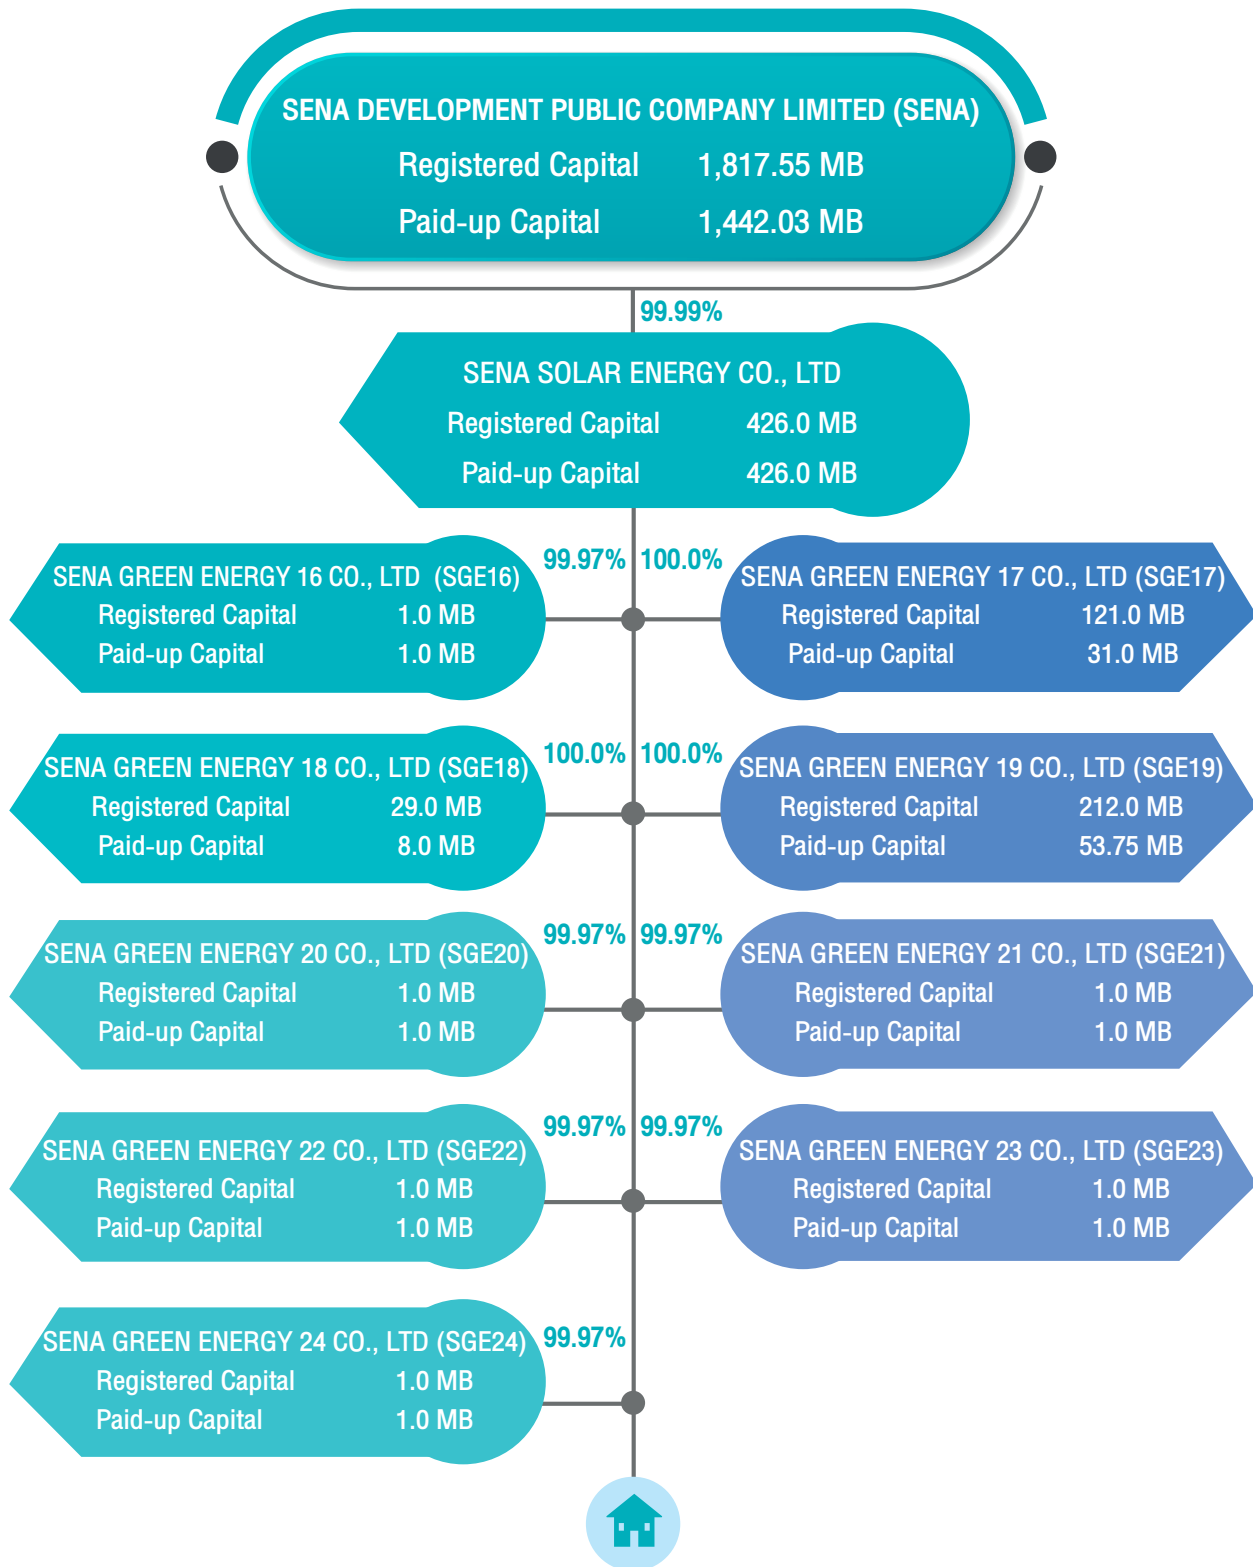 SENA DEVELOPMENT PUBLIC COMPANY LIMITED (SENA)
Registered Capital 1,817.55 MB
Paid-up Capital 1,442.03 MB
99.99%
SENA SOLAR ENERGY CO., LTD
Registered Capital 426.0 MB
Paid-up Capital 426.0 MB
99.97% 100.0%
SENA GREEN ENERGY 16 CO., LTD (SGE16)
Registered Capital 1.0 MB
Paid-up Capital 1.0 MB
SENA GREEN ENERGY 17 CO., LTD (SGE17)
Registered Capital 121.0 MB
Paid-up Capital 31.0 MB
100.0% 100.0%
SENA GREEN ENERGY 18 CO., LTD (SGE18)
Registered Capital 29.0 MB
Paid-up Capital 8.0 MB
SENA GREEN ENERGY 19 CO., LTD (SGE19)
Registered Capital 212.0 MB
Paid-up Capital 53.75 MB
99.97% 99.97%
SENA GREEN ENERGY 20 CO., LTD (SGE20)
Registered Capital 1.0 MB
Paid-up Capital 1.0 MB
SENA GREEN ENERGY 21 CO., LTD (SGE21)
Registered Capital 1.0 MB
Paid-up Capital 1.0 MB
99.97% 99.97%
SENA GREEN ENERGY 22 CO., LTD (SGE22)
Registered Capital 1.0 MB
Paid-up Capital 1.0 MB
SENA GREEN ENERGY 23 CO., LTD (SGE23)
Registered Capital 1.0 MB
Paid-up Capital 1.0 MB
99.97%
SENA GREEN ENERGY 24 CO., LTD (SGE24)
Registered Capital 1.0 MB
Paid-up Capital 1.0 MB